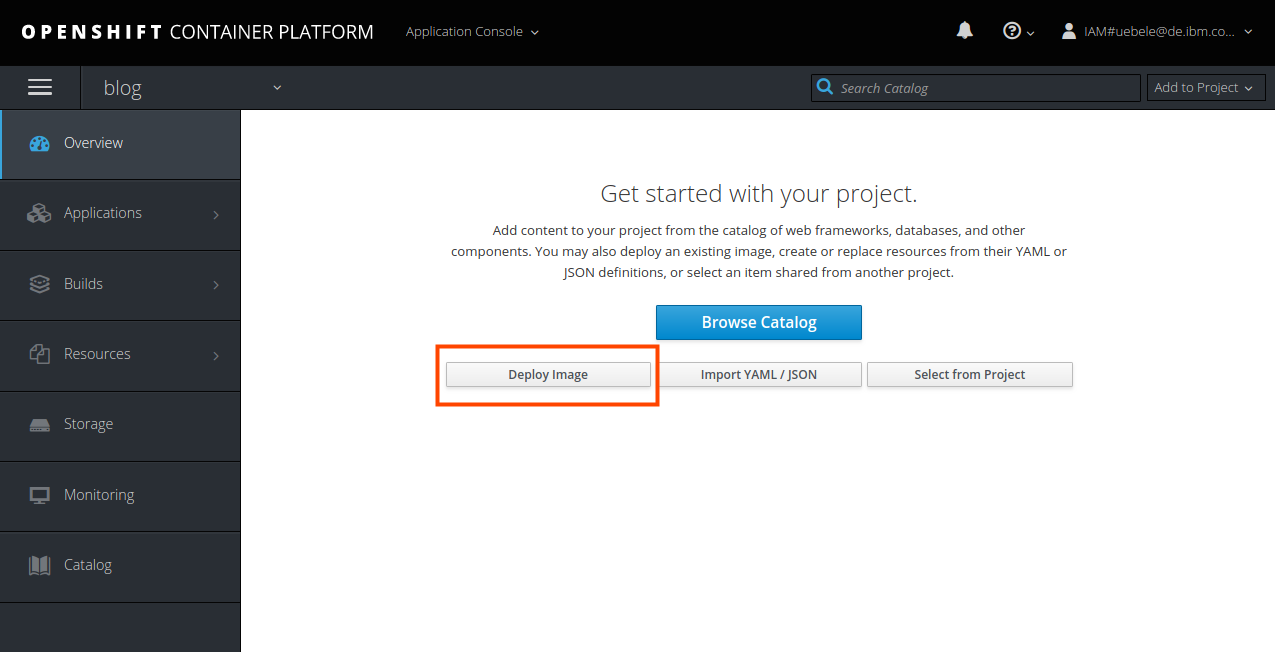 OPENSHIFT CONTAINER PLATFORM Application Console IAM#uebele@de.ibm.co...
blog Search Catalog Add to Project
Overview
Applications
Builds
Resources
Storage
Monitoring
Catalog
Get started with your project.
Add content to your project from the catalog of web frameworks, databases, and other
components. You may also deploy an existing image, create or replace resources from their YAML or
JSON definitions, or select an item shared from another project.
Browse Catalog
Deploy Image Import YAML / JSON Select from Project